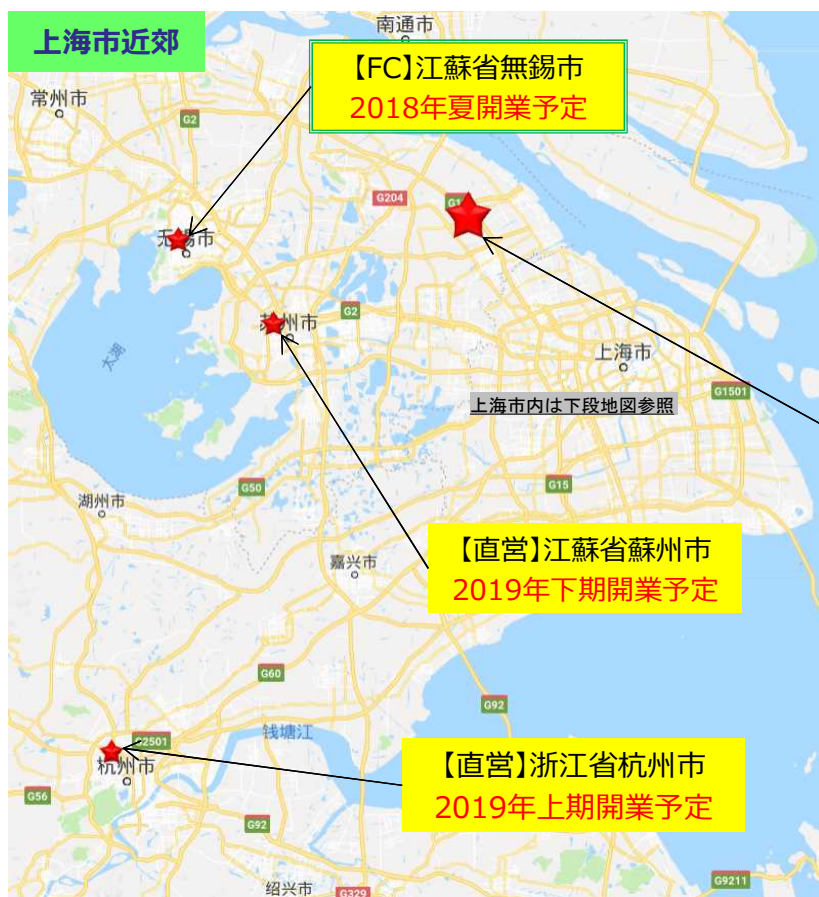 上海市近郊
南通市
【FC】江蘇省無錫市
2018年夏開業予定
常州市
G2
G204
无锡市
州市
G2
太湖
上海市
G1501
上海市内は下段地図参照
G50
G15
湖州市
【直営】江蘇省蘇州市
2019年下期開業予定
嘉兴市
G60
G92
钱塘江
G2501
杭州市
【直営】浙江省杭州市
2019年上期開業予定
G56
G92
绍兴市
G329
G9211